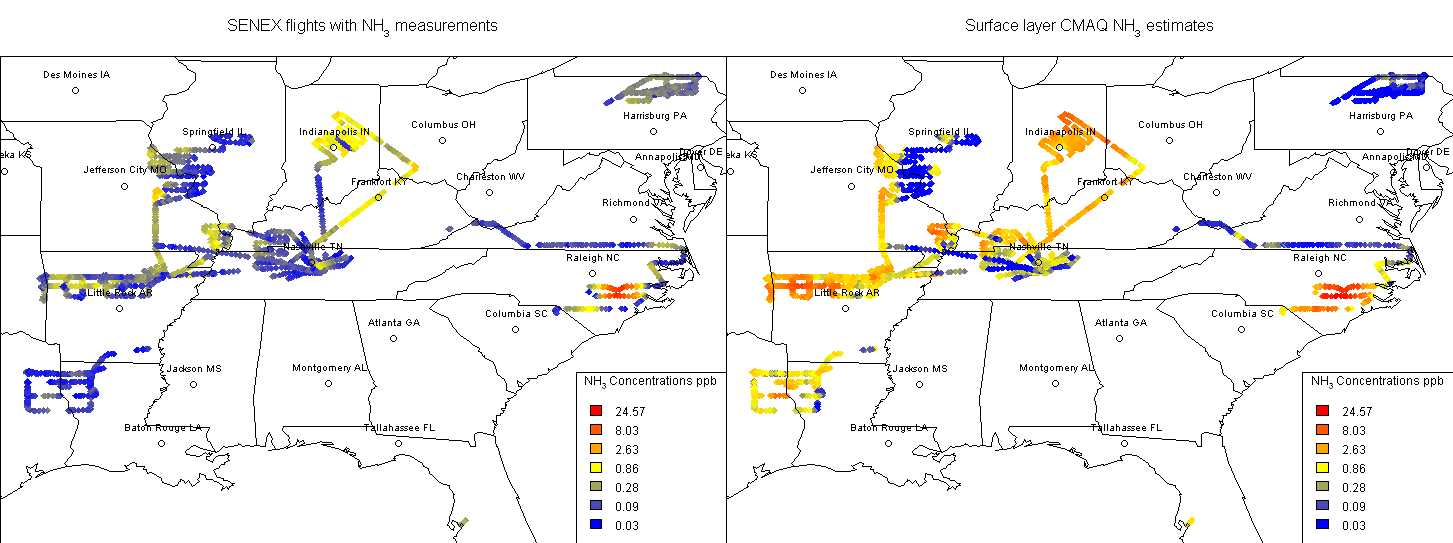 SENEX flights with NH3 measurements
Des Moines IA
Harrisburg PA
Columbus OH
Springfield IL
Indianapolis IN
eka KS
Annapolis MD
Jefferson City MO
Charleston WV
Frankfort KY
Richmond VA
Nashville TN
Raleigh NC
Little Rock AR
Columbia SC
Atlanta GA
Jackson MS
Montgomery AL
Baton Rouge LA
Tallahassee FL
NH3 Concentrations ppb
24.57
8.03
2.63
0.86
0.28
0.09
0.03
Surface layer CMAQ NH3 estimates
Des Moines IA
Harrisburg PA
Columbus OH
Springfield IL
Indianapolis IN
eka KS
Annapolis MD
Dover DE
Jefferson City MO
Charleston WV
Frankfort KY
Richmond VA
Nashville TN
Raleigh NC
Little Rock AR
Columbia SC
Atlanta GA
Jackson MS
Montgomery AL
Baton Rouge LA
Tallahassee FL
NH3 Concentrations ppb
24.57
8.03
2.63
0.86
0.28
0.09
0.03